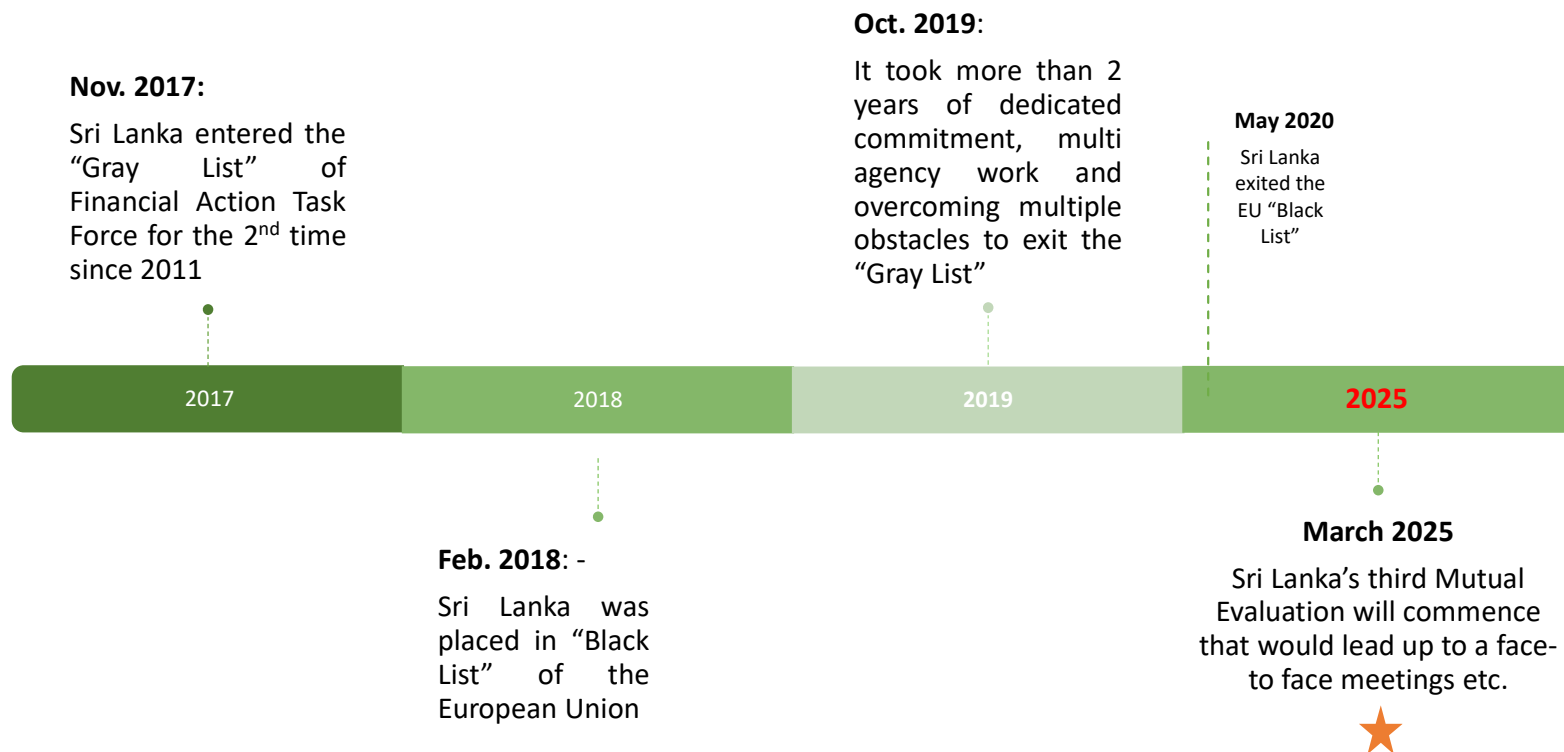 Nov. 2017:
Sri Lanka entered the
“Gray List” of
Financial Action Task
Force for the 2nd time
since 2011
Oct. 2019:
It took more than 2
years of dedicated
commitment, multi
agency work and
overcoming multiple
obstacles to exit the
“Gray List”
May 2020
Sri Lanka
exited the
EU “Black
List”
2017
2018
2019
2025
Feb. 2018: -
Sri Lanka was
placed in “Black
List” of the
European Union
March 2025
Sri Lanka’s third Mutual
Evaluation will commence
that would lead up to a face-
to face meetings etc.